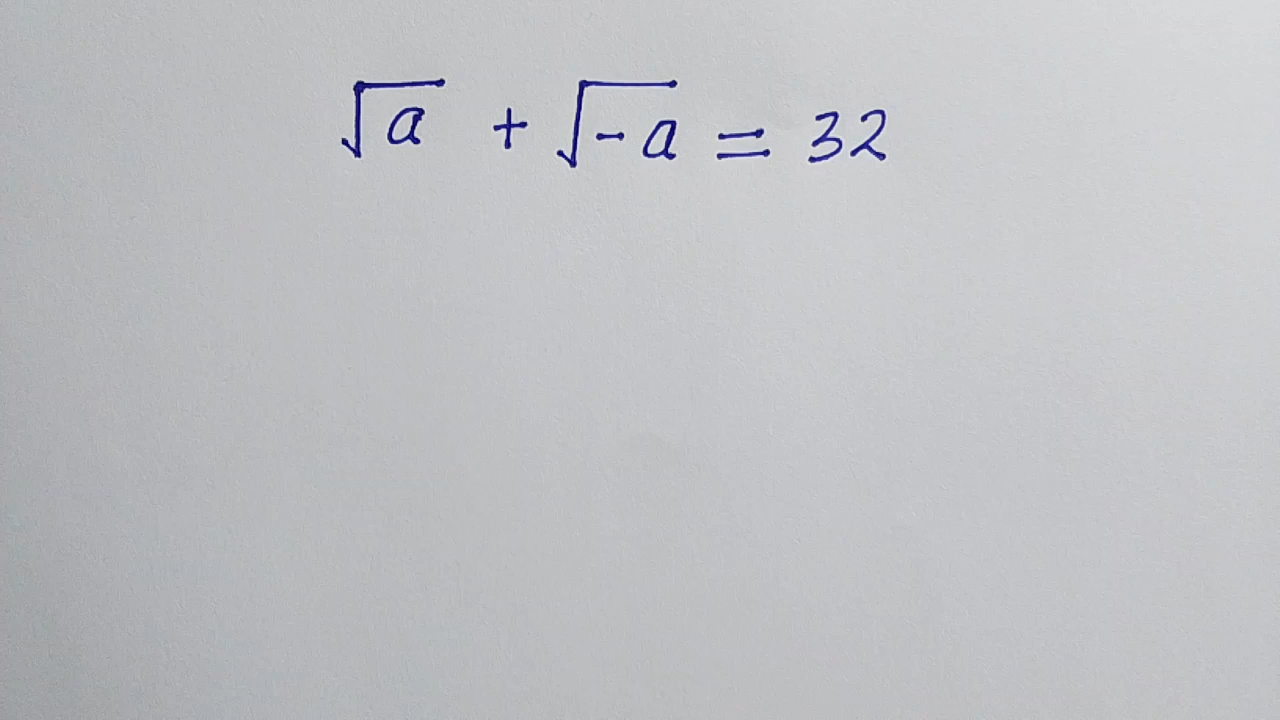 √a + √-a = 32